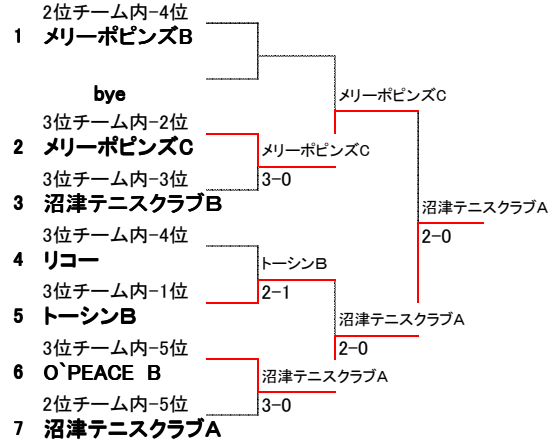 2位チーム内-4位
1 メリーポピンズB
bye
メリーポピンズC
3位チーム内-2位
2 メリーポピンズC
メリーポピンズC
3位チーム内-3位
3-0
3 沼津テニスクラブB
沼津テニスクラブA
2-0
3位チーム内-4位
4 リコー
トーシンB
3位チーム内-1位
2-1
5 トーシンB
沼津テニスクラブA
2-0
3位チーム内-5位
6 O`PEACE B
沼津テニスクラブA
2位チーム内-5位
3-0
7 沼津テニスクラブA